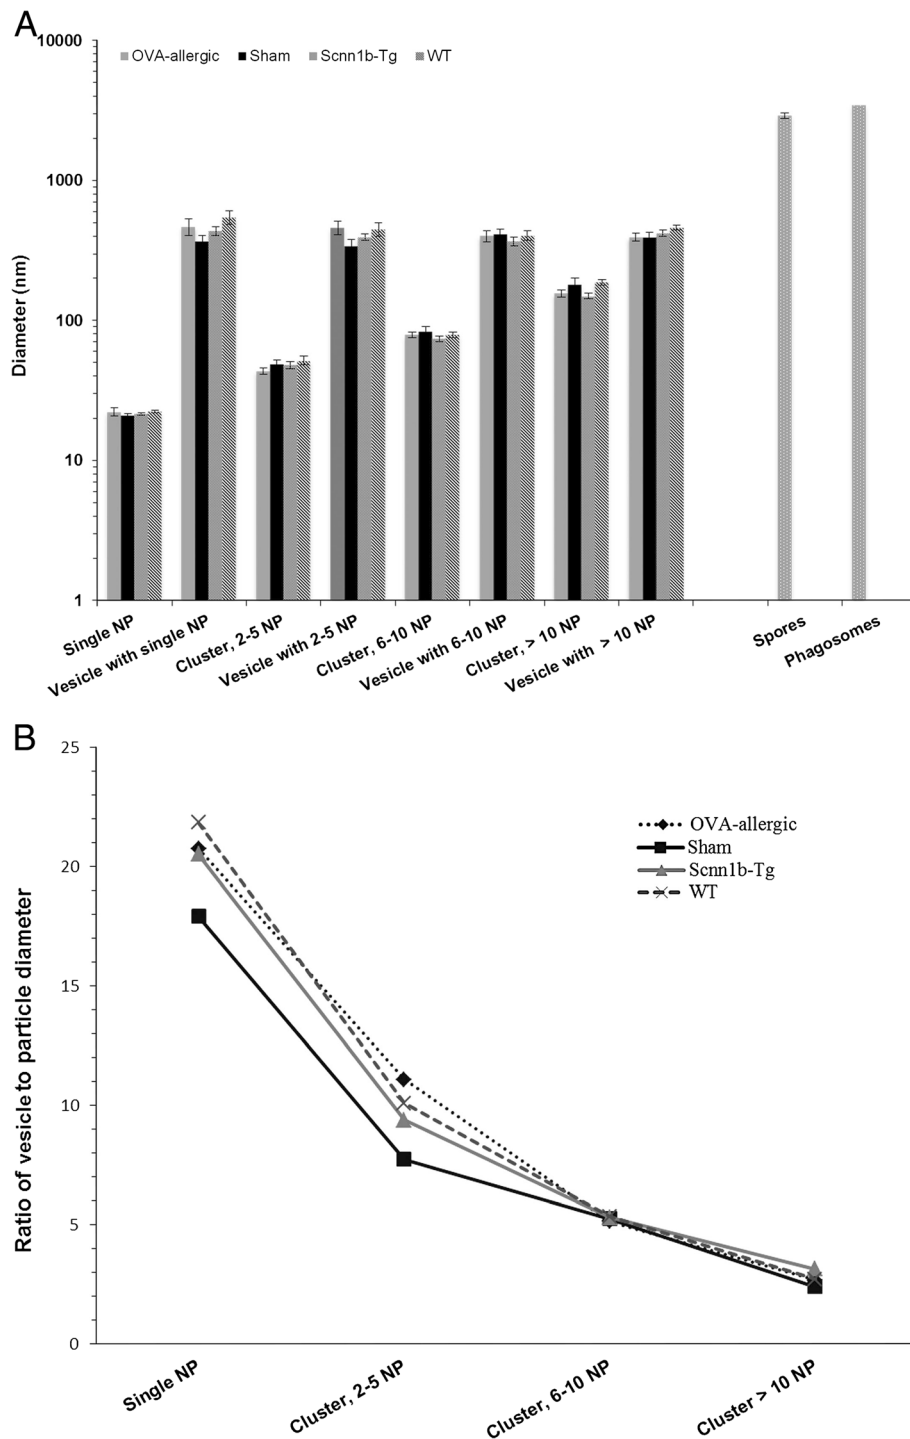 A
10000
OVA-allergic Sham Scnn1b-Tg WT
1000
100
10
1
Diameter (nm)
Single NP
Vesicle with single NP
Cluster, 2-5 NP
Vesicle with 2-5 NP
Cluster, 6-10 NP
Vesicle with 6-10 NP
Cluster, > 10 NP
Vesicle with > 10 NP
Spores
Phagosomes
B
25
20
15
10
5
0
Ratio of vesicle to particle diameter
OVA-allergic
Sham
Scnn1b-Tg
WT
Single NP
Cluster, 2-5 NP
Cluster, 6-10 NP
Cluster > 10 NP